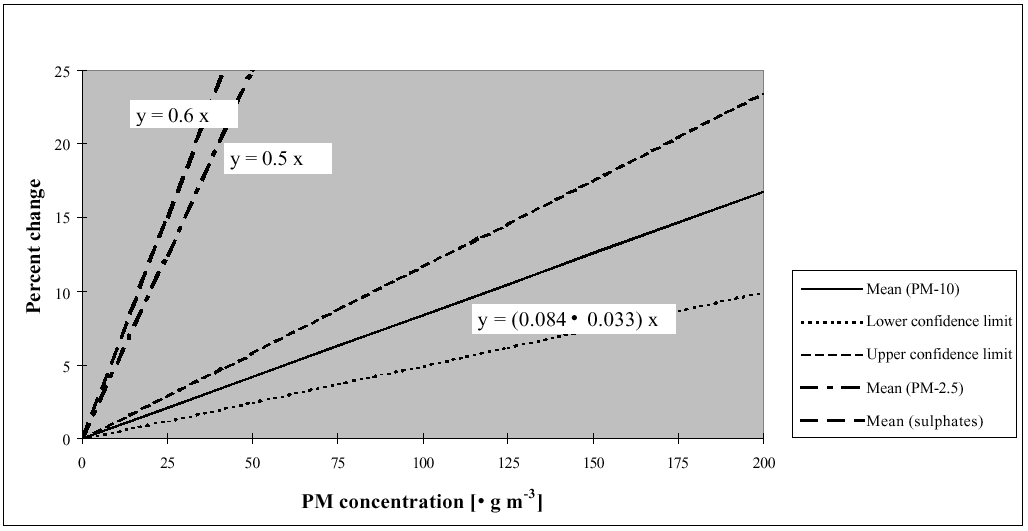 25
20
15
10
5
0
Percent change
y = 0.6 x
y = 0.5 x
y = (0.084 • 0.033) x
0 25 50 75 100 125 150 175 200
PM concentration [• g m-3]
Mean (PM-10)
Lower confidence limit
Upper confidence limit
Mean (PM-2.5)
Mean (sulphates)